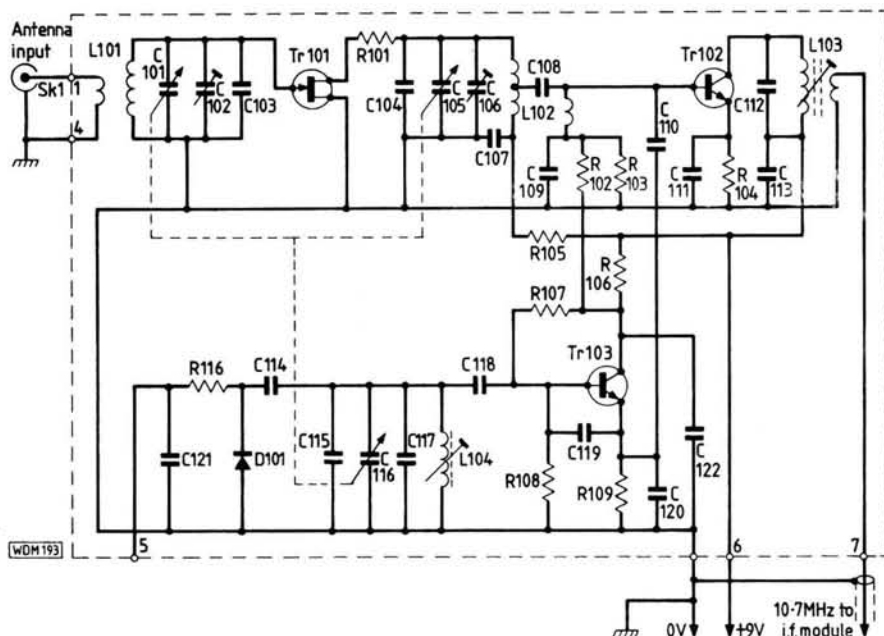 Antenna
input
L101
Sk1
1
4
C
101
C
102
C103
Tr101
R101
C104
C
105
C
106
C107
L102
C108
C
109
R
102
R
103
C
110
Tr102
C
111
R
104
C112
C
113
L103
R105
R
106
R107
Tr103
R116
C114
C118
C121
D101
C115
C
116
C117
L104
C119
R108
R109
C
120
C
122
WDM193
5
6
7
0V
+9V
10·7MHz to
i.f. module